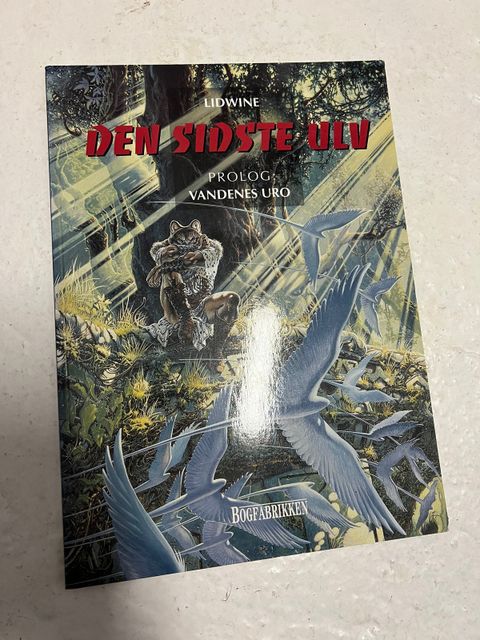 LIDWINE
DEN SIDSTE ULV
PROLOG
VANDENES URO
BOGFABRIKKEN